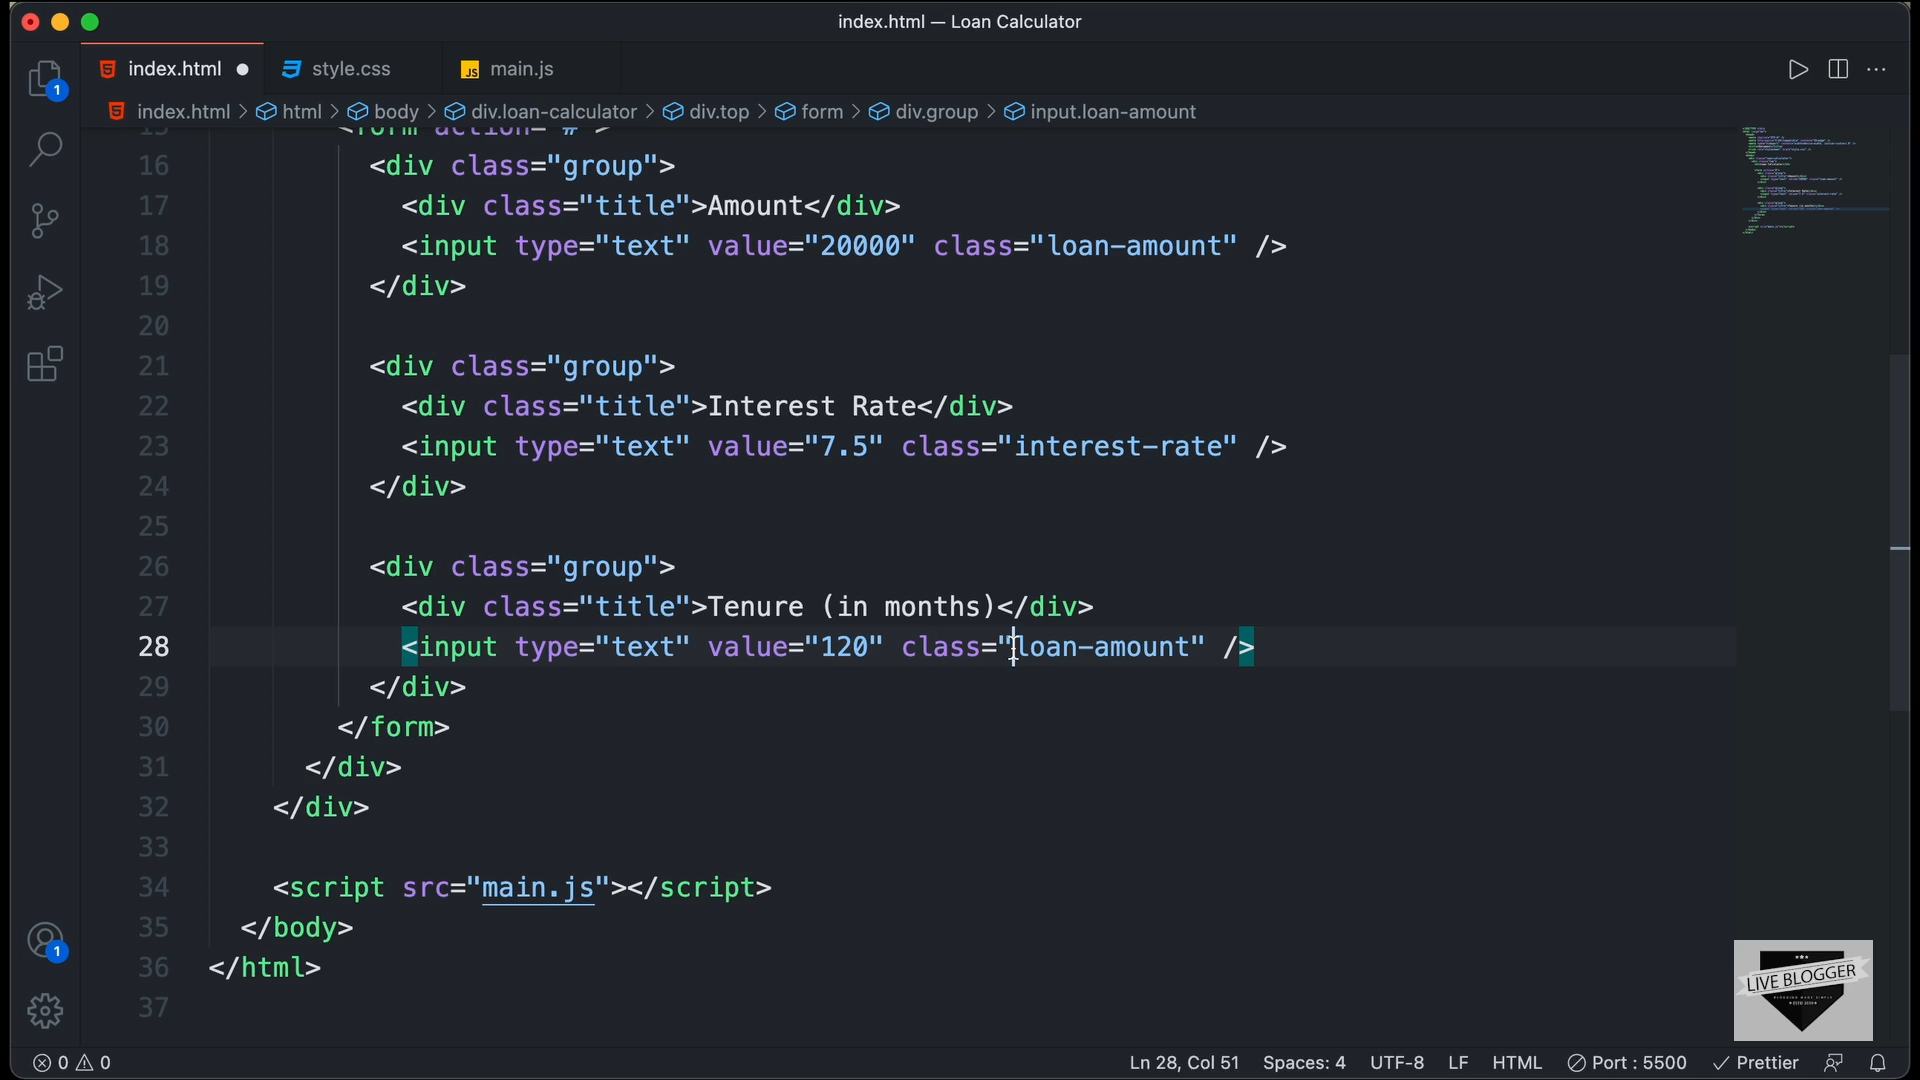 index.html — Loan Calculator
1
index.html
style.css
JS main.js
index.html > html > body > div.loan-calculator > div.top > form > div.group > input.loan-amount
15 <form action="#">
16 <div class="group">
17 <div class="title">Amount</div>
18 <input type="text" value="20000" class="loan-amount" />
19 </div>
20
21 <div class="group">
22 <div class="title">Interest Rate</div>
23 <input type="text" value="7.5" class="interest-rate" />
24 </div>
25
26 <div class="group">
27 <div class="title">Tenure (in months)</div>
28 <input type="text" value="120" class="loan-amount" />
29 </div>
30 </form>
31 </div>
32 </div>
33
34 <script src="main.js"></script>
35 </body>
36 </html>
37
1
LIVE BLOGGER
0 0
Ln 28, Col 51 Spaces: 4 UTF-8 LF HTML Port : 5500 Prettier